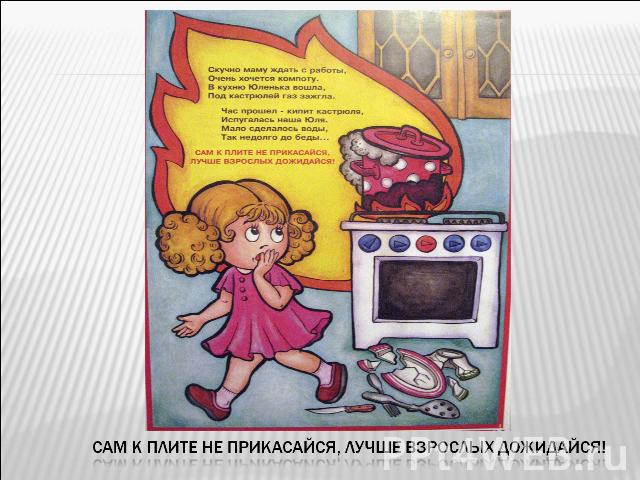 Скучно маму ждать с работы,
Очень хочется компоту.
В кухню Юленька вошла,
Под кастрюлей газ зажгла.
Час прошел - кипит кастрюля,
Испугалась наша Юля.
Мало сделалось воды,
Так недолго до беды...
САМ К ПЛИТЕ НЕ ПРИКАСАЙСЯ,
ЛУЧШЕ ВЗРОСЛЫХ ДОЖИДАЙСЯ!
САМ К ПЛИТЕ НЕ ПРИКАСАЙСЯ, ЛУЧШЕ ВЗРОСЛЫХ ДОЖИДАЙСЯ!
PPT4WEB.ru